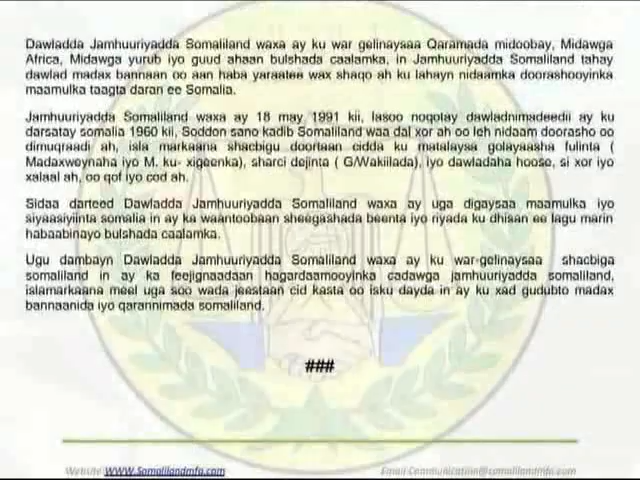 Dawladda Jamhuuriyadda Somaliland waxa ay ku war gelinaysaa Qaramada midoobay, Midawga
Africa, Midawga yurub iyo guud ahaan bulshada caalamka, in Jamhuuriyadda Somaliland tahay
dawlad madax bannaan oo aan haba yaraatee wax shaqo ah ku lahayn nidaamka doorashooyinka
maamulka taagta daran ee Somalia.
Jamhuuriyadda Somaliland waxa ay 18 may 1991 kii, lasoo noqotay dawladnimadeedii ay ku
darsatay somalia 1960 kii, Soddon sano kadib Somaliland waa dal xor ah oo leh nidaam doorasho oo
dimuqraadi ah, isla markaana shacbigu doortaan cidda ku matalaysa golayaasha fulinta (
Madaxweynaha iyo M. ku- xigeenka), sharci dejinta ( G/Wakiilada), iyo dawladaha hoose, si xor iyo
xalaal ah, oo qof iyo cod ah.
Sidaa darteed Dawladda Jamhuuriyadda Somaliland waxa ay uga digaysaa maamulka iyo
siyaasiyiinta somalia in ay ka waantoobaan sheegashada beenta iyo riyada ku dhisan ee lagu marin
habaabinayo bulshada caalamka.
Ugu dambayn Dawladda Jamhuuriyadda Somaliland waxa ay ku war-gelinaysaa shacbiga
somaliland in ay ka feejignaadaan hagardaamooyinka cadawga jamhuuriyadda somaliland,
islamarkaana meel uga soo wada jeestaan cid kasta oo isku dayda in ay ku xad gudubto madax
bannaanida iyo qarannimada somaliland.
###
Website WWW.Somalilandmfa.com Email Communication@somalilandmfa.com